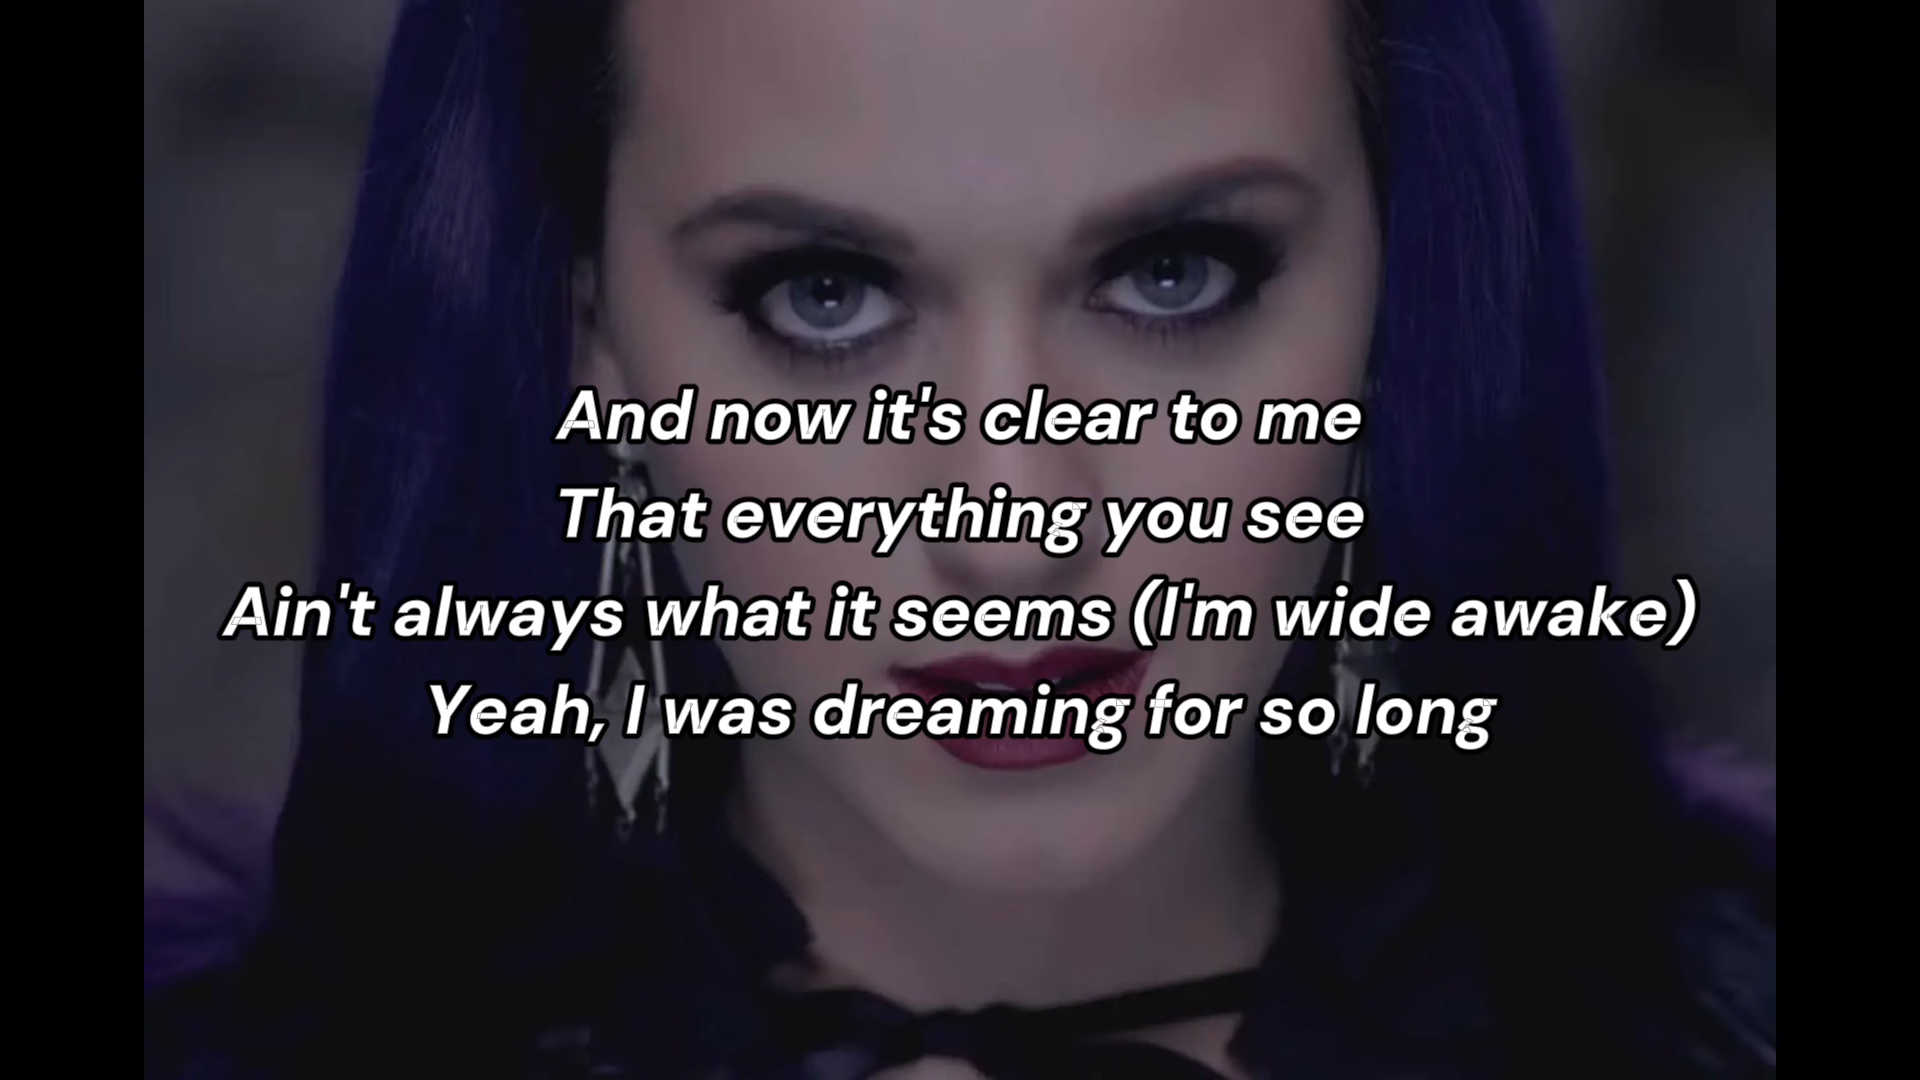 And now it's clear to me
That everything you see
Ain't always what it seems (I'm wide awake)
Yeah, I was dreaming for so long